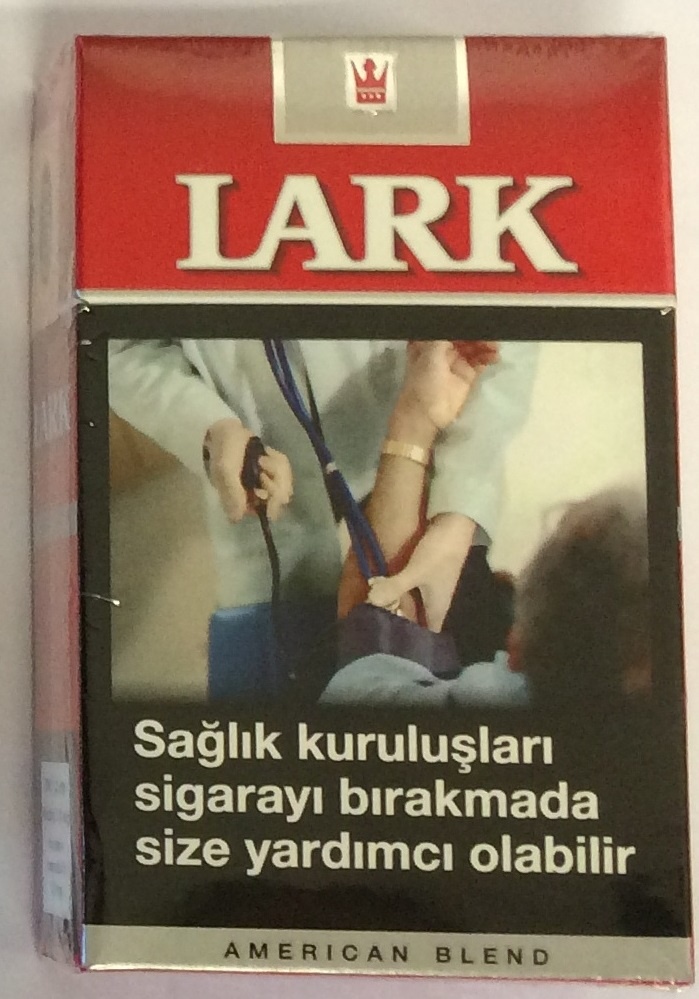 LARK
Sağlık kuruluşları
sigarayı bırakmada
size yardımcı olabilir
AMERICAN BLEND